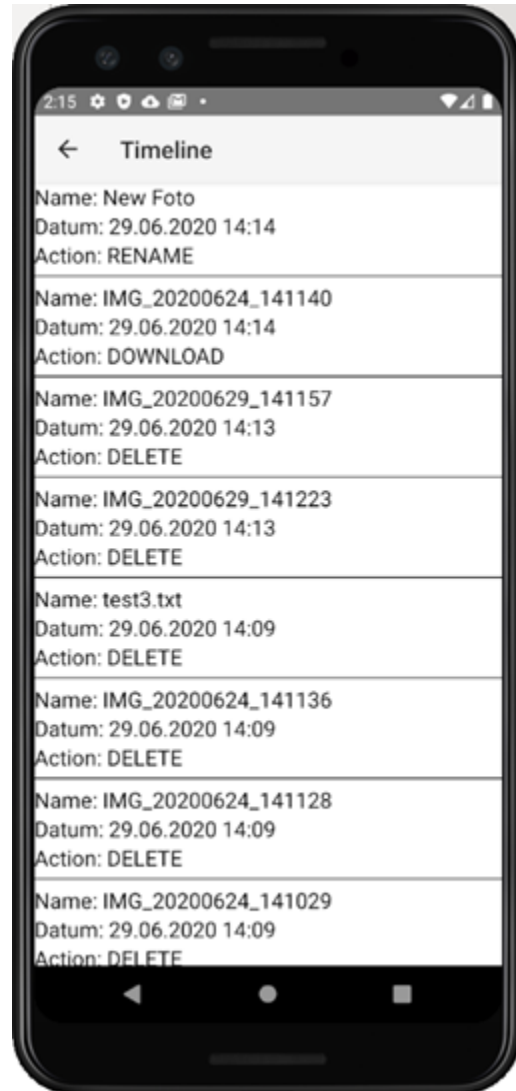 2:15
Timeline
Name: New Foto
Datum: 29.06.2020 14:14
Action: RENAME
Name: IMG_20200624_141140
Datum: 29.06.2020 14:14
Action: DOWNLOAD
Name: IMG_20200629_141157
Datum: 29.06.2020 14:13
Action: DELETE
Name: IMG_20200629_141223
Datum: 29.06.2020 14:13
Action: DELETE
Name: test3.txt
Datum: 29.06.2020 14:09
Action: DELETE
Name: IMG_20200624_141136
Datum: 29.06.2020 14:09
Action: DELETE
Name: IMG_20200624_141128
Datum: 29.06.2020 14:09
Action: DELETE
Name: IMG_20200624_141029
Datum: 29.06.2020 14:09
Action: DELETE